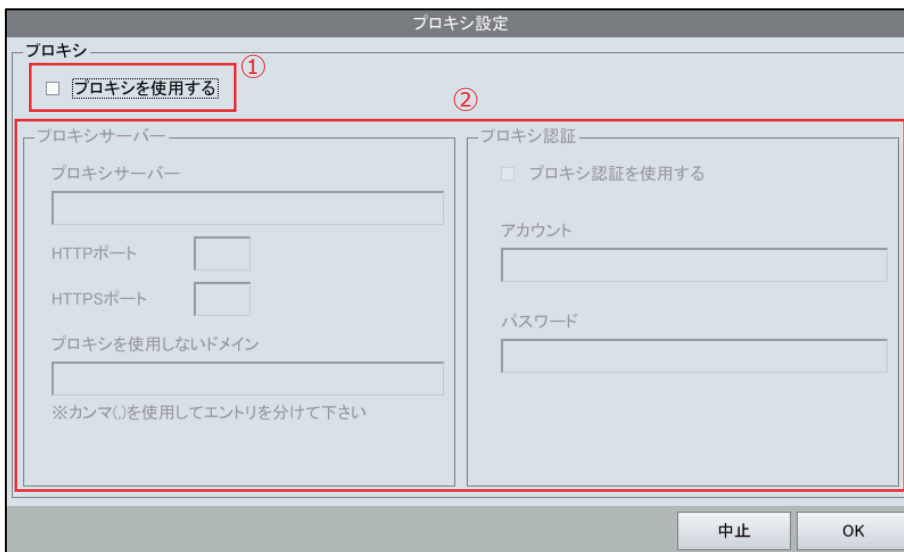 プロキシ設定
プロキシ
①
プロキシを使用する
②
プロキシサーバー
プロキシサーバー
HTTPポート
HTTPSポート
プロキシを使用しないドメイン
※カンマ(,)を使用してエントリを分けて下さい
プロキシ認証
プロキシ認証を使用する
アカウント
パスワード
中止
OK